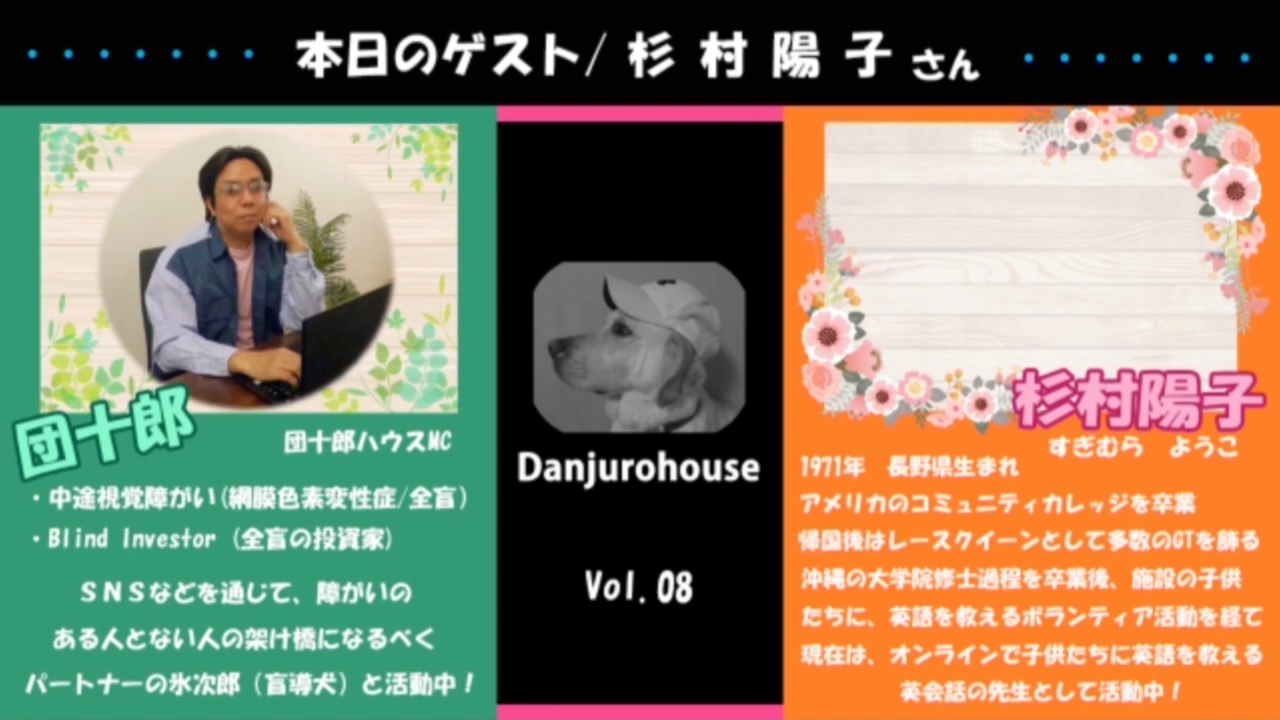 本日のゲスト/ 杉 村 陽 子 さん
団十郎
団十郎ハウスMC
・中途視覚障がい(網膜色素変性症/全盲)
・Blind Investor (全盲の投資家)
SNSなどを通じて、障がいの
ある人とない人の架け橋になるべく
パートナーの氷次郎(盲導犬)と活動中!
Danjurohouse
Vol. 08
杉村陽子
すぎむら ようこ
1971年 長野県生まれ
アメリカのコミュニティカレッジを卒業
帰国後はレースクイーンとして多数のGTを飾る
沖縄の大学院修士過程を卒業後、施設の子供
たちに、英語を教えるボランティア活動を経て
現在は、オンラインで子供たちに英語を教える
英会話の先生として活動中!